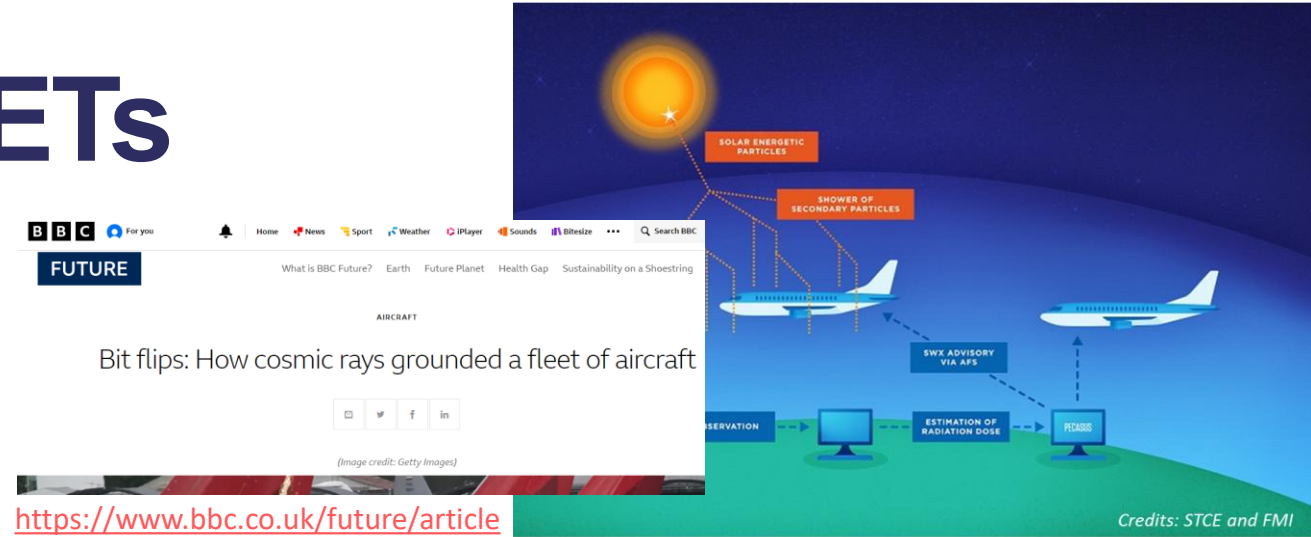 ETs
SOLAR ENERGETIC
PARTICLES
SHOWER OF
SECONDARY PARTICLES
BBC For you Home News Sport Weather iPlayer Sounds Bitesize Search BBC
FUTURE What is BBC Future? Earth Future Planet Health Gap Sustainability on a Shoestring
AIRCRAFT
Bit flips: How cosmic rays grounded a fleet of aircraft
(Image credit: Getty Images)
SWX ADVISORY
VIA AFS
SERVATION
ESTIMATION OF
RADIATION DOSE
PECASUS
https://www.bbc.co.uk/future/article
Credits: STCE and FMI